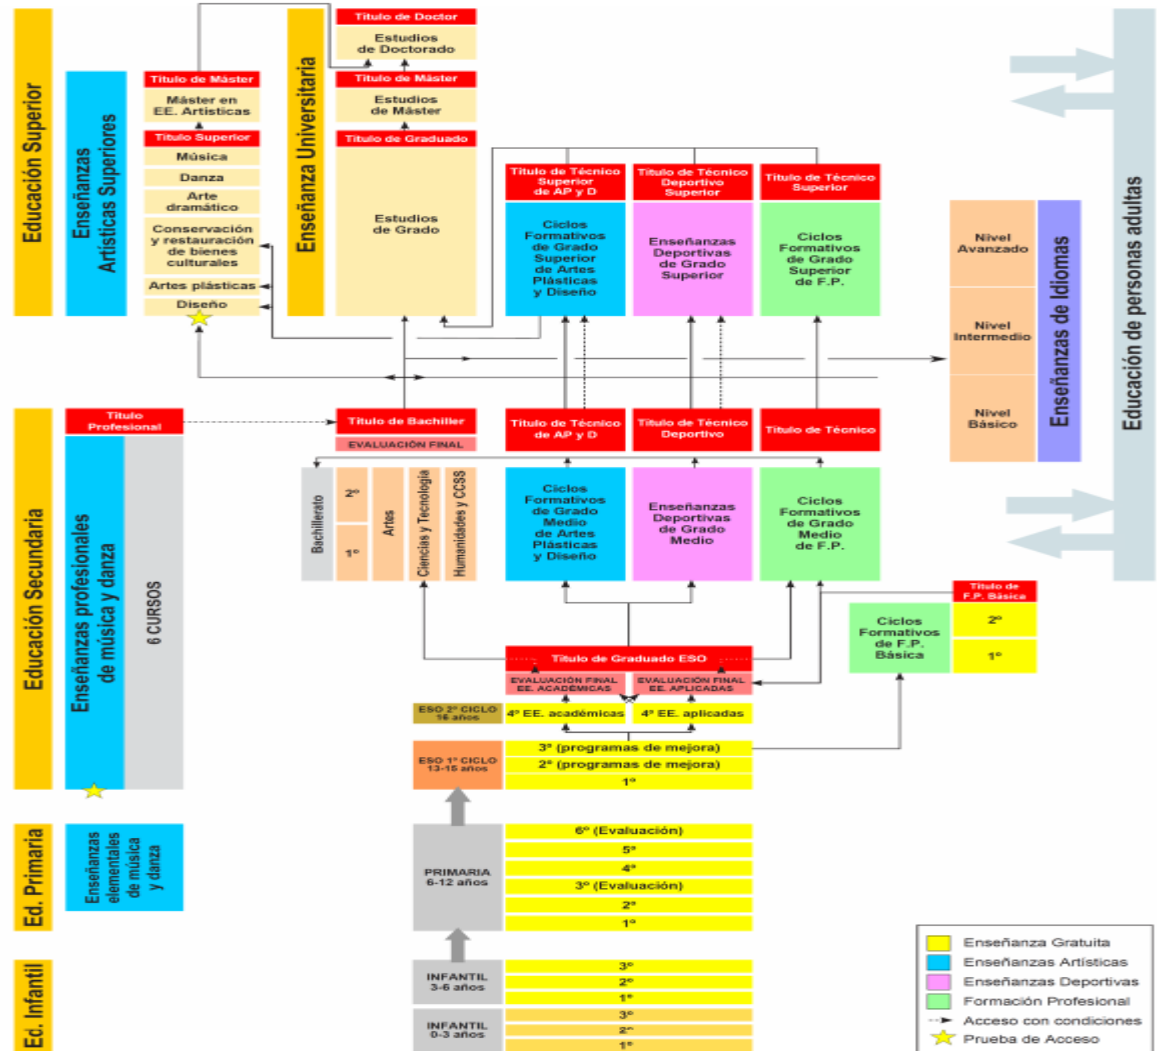 Educación Superior
Enseñanzas
Artísticas Superiores
Título de Máster
Máster en
EE. Artísticas
Título Superior
Música
Danza
Arte
dramático
Conservación
y restauración
de bienes
culturales
Artes plásticas
Diseño
Enseñanza Universitaria
Título de Doctor
Estudios
de Doctorado
Título de Máster
Estudios
de Máster
Título de Graduado
Estudios
de Grado
Título de Técnico
Superior
de AP y D
Ciclos
Formativos
de Grado
Superior
de Artes
Plásticas
y Diseño
Título de Técnico
Deportivo
Superior
Enseñanzas
Deportivas
de Grado
Superior
Título de Técnico
Superior
Ciclos
Formativos
de Grado
Superior
de F.P.
Nivel
Avanzado
Nivel
Intermedio
Nivel
Básico
Enseñanzas de Idiomas
Educación de personas adultas
Educación Secundaria
Título
Profesional
Enseñanzas profesionales
de música y danza
6 CURSOS
Título de Bachiller
EVALUACIÓN FINAL
Bachillerato
2º
1º
Artes
Ciencias y Tecnología
Humanidades y CCSS
Título de Técnico
de AP y D
Ciclos
Formativos
de Grado
Medio
de Artes
Plásticas
y Diseño
Título de Técnico
Deportivo
Enseñanzas
Deportivas
de Grado
Medio
Título de Técnico
Ciclos
Formativos
de Grado
Medio
de F.P.
Título de
F.P. Básica
Ciclos
Formativos
de F.P.
Básica
2º
1º
Título de Graduado ESO
EVALUACIÓN FINAL
EE. ACADÉMICAS
EVALUACIÓN FINAL
EE. APLICADAS
ESO 2º CICLO
16 años
4º EE. académicas
4º EE. aplicadas
ESO 1º CICLO
13-15 años
3º (programas de mejora)
2º (programas de mejora)
1º
Ed. Primaria
Enseñanzas
elementales
de música
y danza
PRIMARIA
6-12 años
6º (Evaluación)
5º
4º
3º (Evaluación)
2º
1º
Ed. Infantil
INFANTIL
3-6 años
3º
2º
1º
INFANTIL
0-3 años
3º
2º
1º
Enseñanza Gratuita
Enseñanzas Artísticas
Enseñanzas Deportivas
Formación Profesional
Acceso con condiciones
Prueba de Acceso